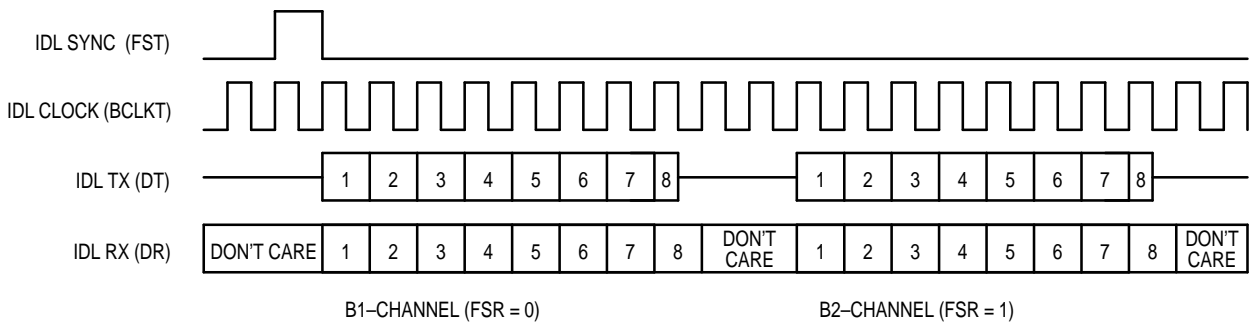 IDL SYNC (FST)
IDL CLOCK (BCLKT)
IDL TX (DT)
1 2 3 4 5 6 7 8 1 2 3 4 5 6 7 8
IDL RX (DR)
DON'T CARE 1 2 3 4 5 6 7 8 DON'T CARE 1 2 3 4 5 6 7 8 DON'T CARE
B1–CHANNEL (FSR = 0) B2–CHANNEL (FSR = 1)